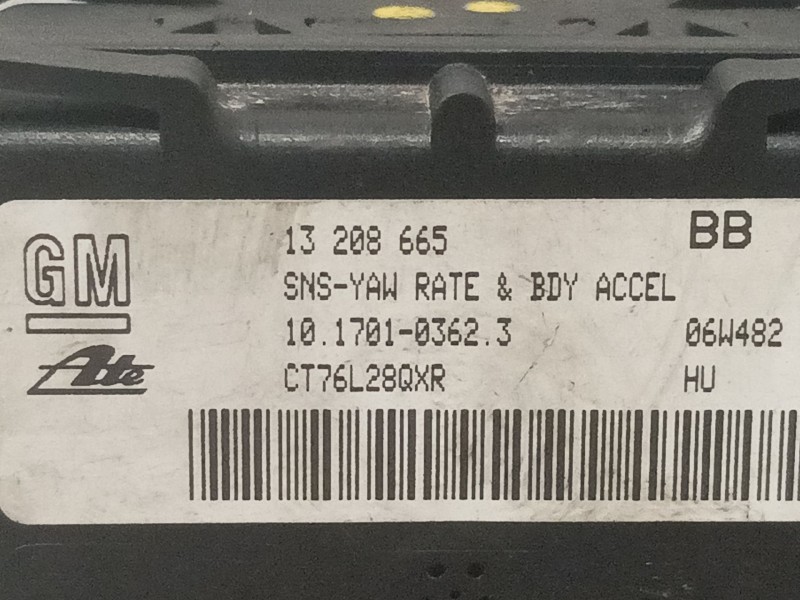 GM
Ate
13 208 665 BB
SNS-YAW RATE & BDY ACCEL
10.1701-0362.3 06W482
CT76L28QXR HU